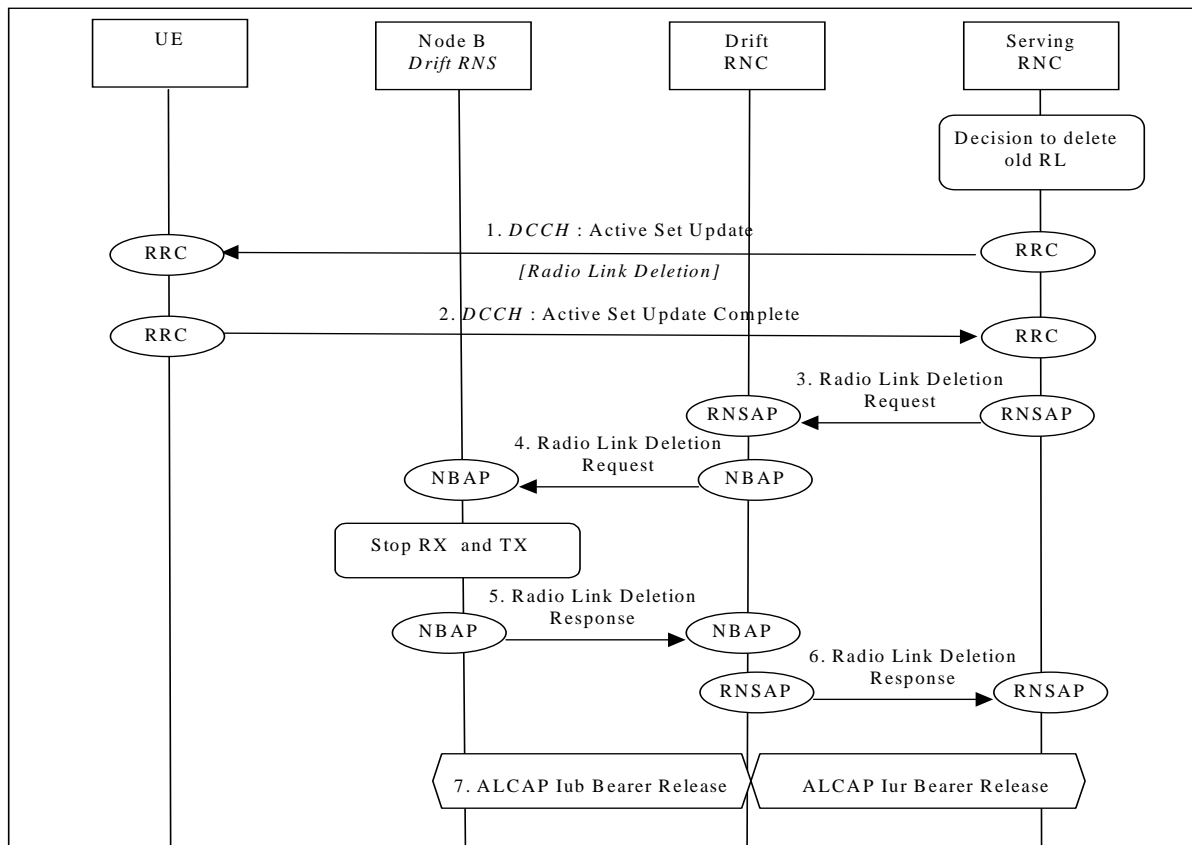 UE
Node B
Drift RNS
Drift
RNC
Serving
RNC
Decision to delete
old RL
1. DCCH : Active Set Update
RRC
RRC
[Radio Link Deletion]
2. DCCH : Active Set Update Complete
RRC
RRC
3. Radio Link Deletion
Request
RNSAP
RNSAP
4. Radio Link Deletion
Request
NBAP
NBAP
Stop RX and TX
5. Radio Link Deletion
Response
NBAP
NBAP
6. Radio Link Deletion
Response
RNSAP
RNSAP
7. ALCAP Iub Bearer Release
ALCAP Iur Bearer Release